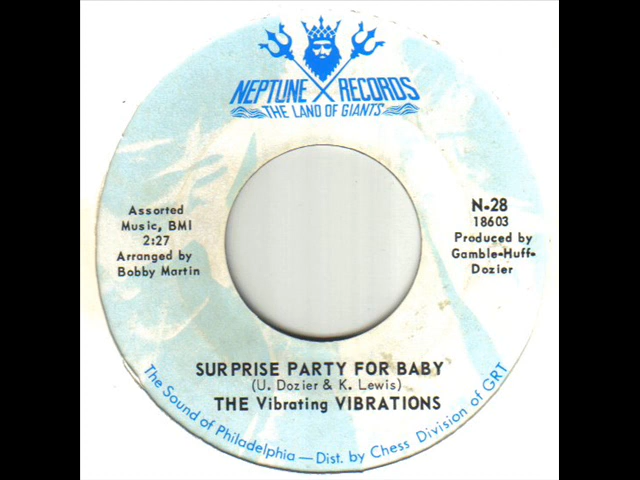 NEPTUNE RECORDS
THE LAND OF GIANTS
Assorted
Music, BMI
2:27
Arranged by
Bobby Martin
N-28
18603
Produced by
Gamble-Huff-
Dozier
SURPRISE PARTY FOR BABY
(U. Dozier & K. Lewis)
THE Vibrating VIBRATIONS
The Sound of Philadelphia — Dist. by Chess Division of GRT